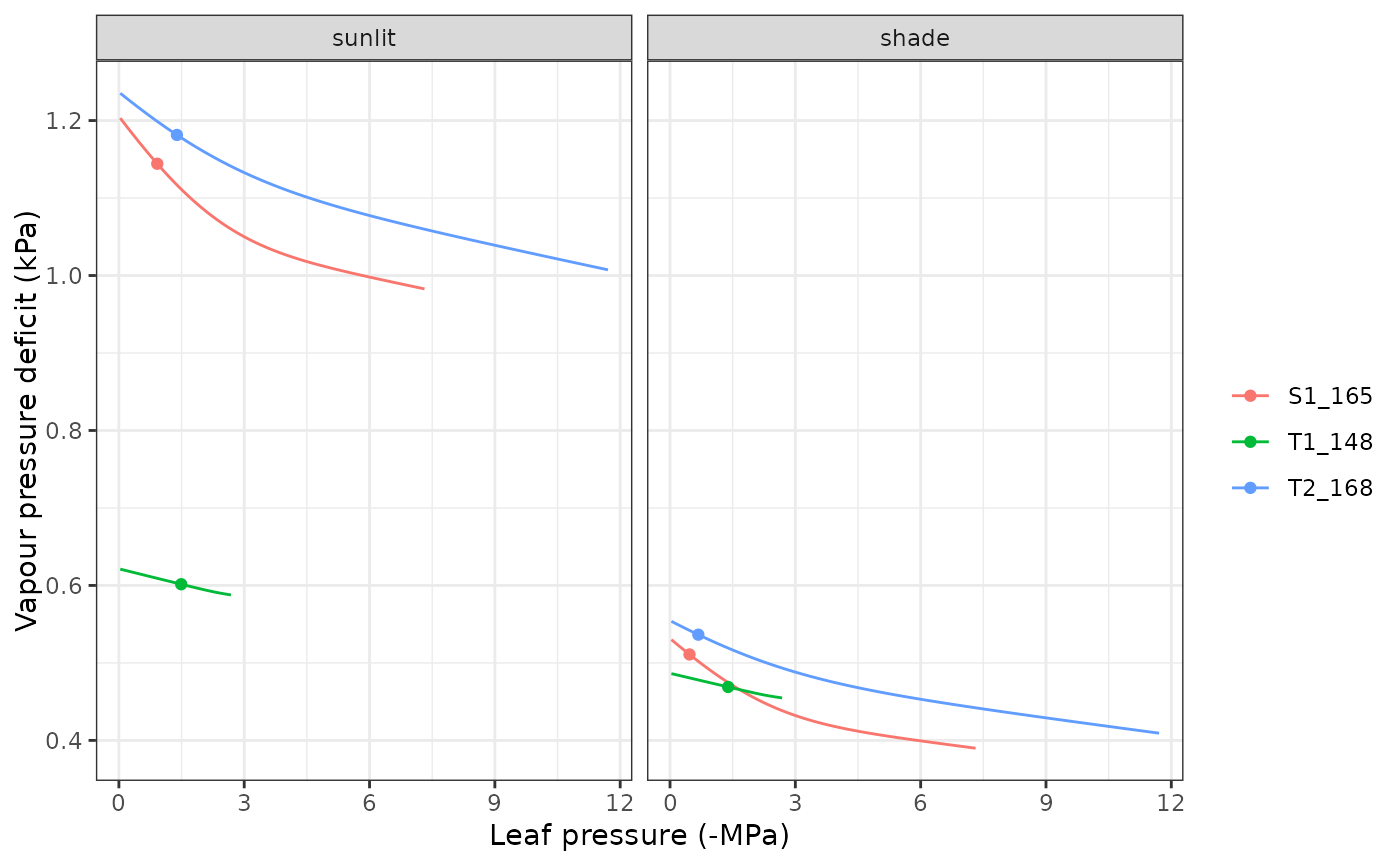 sunlit
shade
Vapour pressure deficit (kPa)
1.2
1.0
0.8
0.6
0.4
0 3 6 9 12
0 3 6 9 12
Leaf pressure (-MPa)
S1_165
T1_148
T2_168